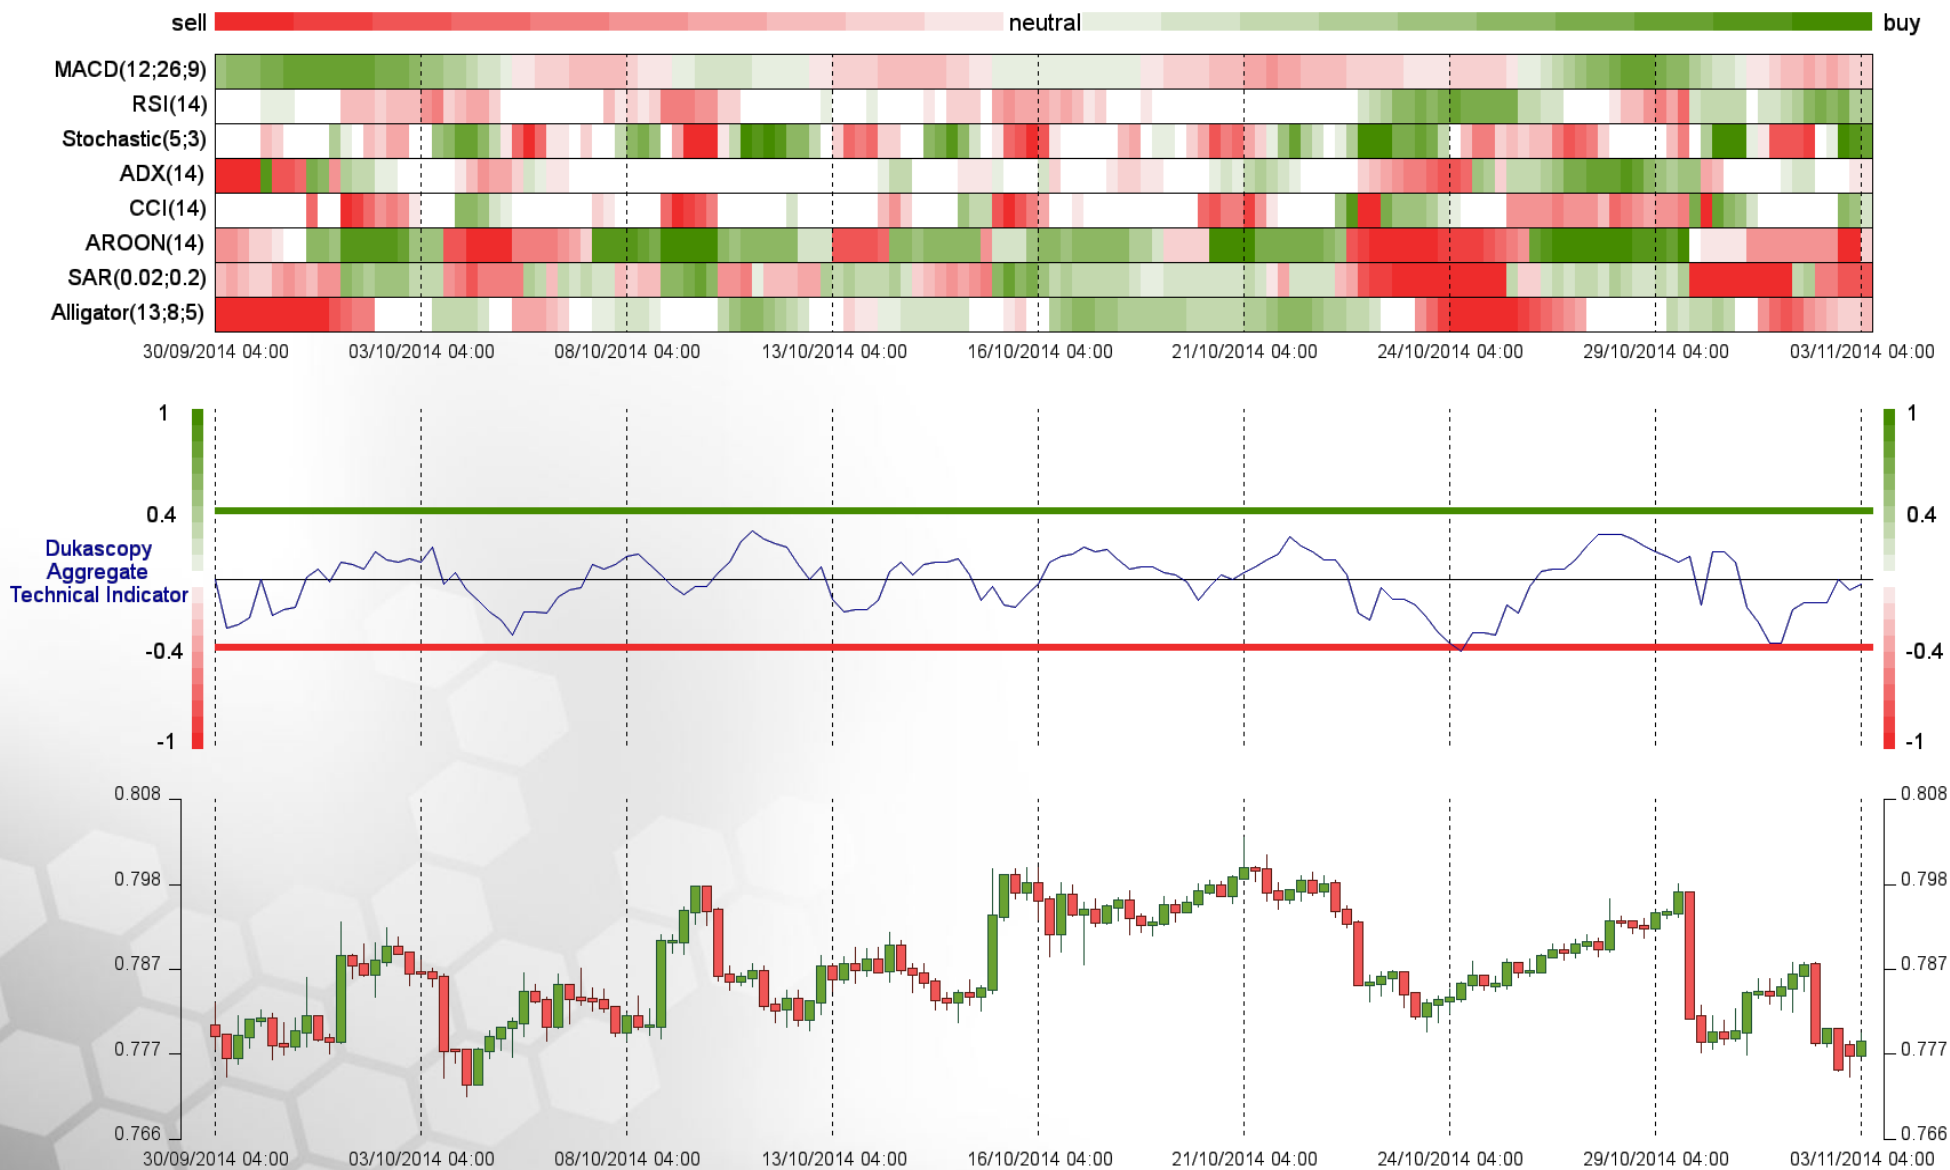 sell neutral buy
MACD(12;26;9)
RSI(14)
Stochastic(5;3)
ADX(14)
CCI(14)
AROON(14)
SAR(0.02;0.2)
Alligator(13;8;5)
30/09/2014 04:00 03/10/2014 04:00 08/10/2014 04:00 13/10/2014 04:00 16/10/2014 04:00 21/10/2014 04:00 24/10/2014 04:00 29/10/2014 04:00 03/11/2014 04:00
1 1
0.4 0.4
Dukascopy
Aggregate
Technical Indicator
-0.4 -0.4
-1 -1
0.808 0.808
0.798 0.798
0.787 0.787
0.777 0.777
0.766 0.766
30/09/2014 04:00 03/10/2014 04:00 08/10/2014 04:00 13/10/2014 04:00 16/10/2014 04:00 21/10/2014 04:00 24/10/2014 04:00 29/10/2014 04:00 03/11/2014 04:00